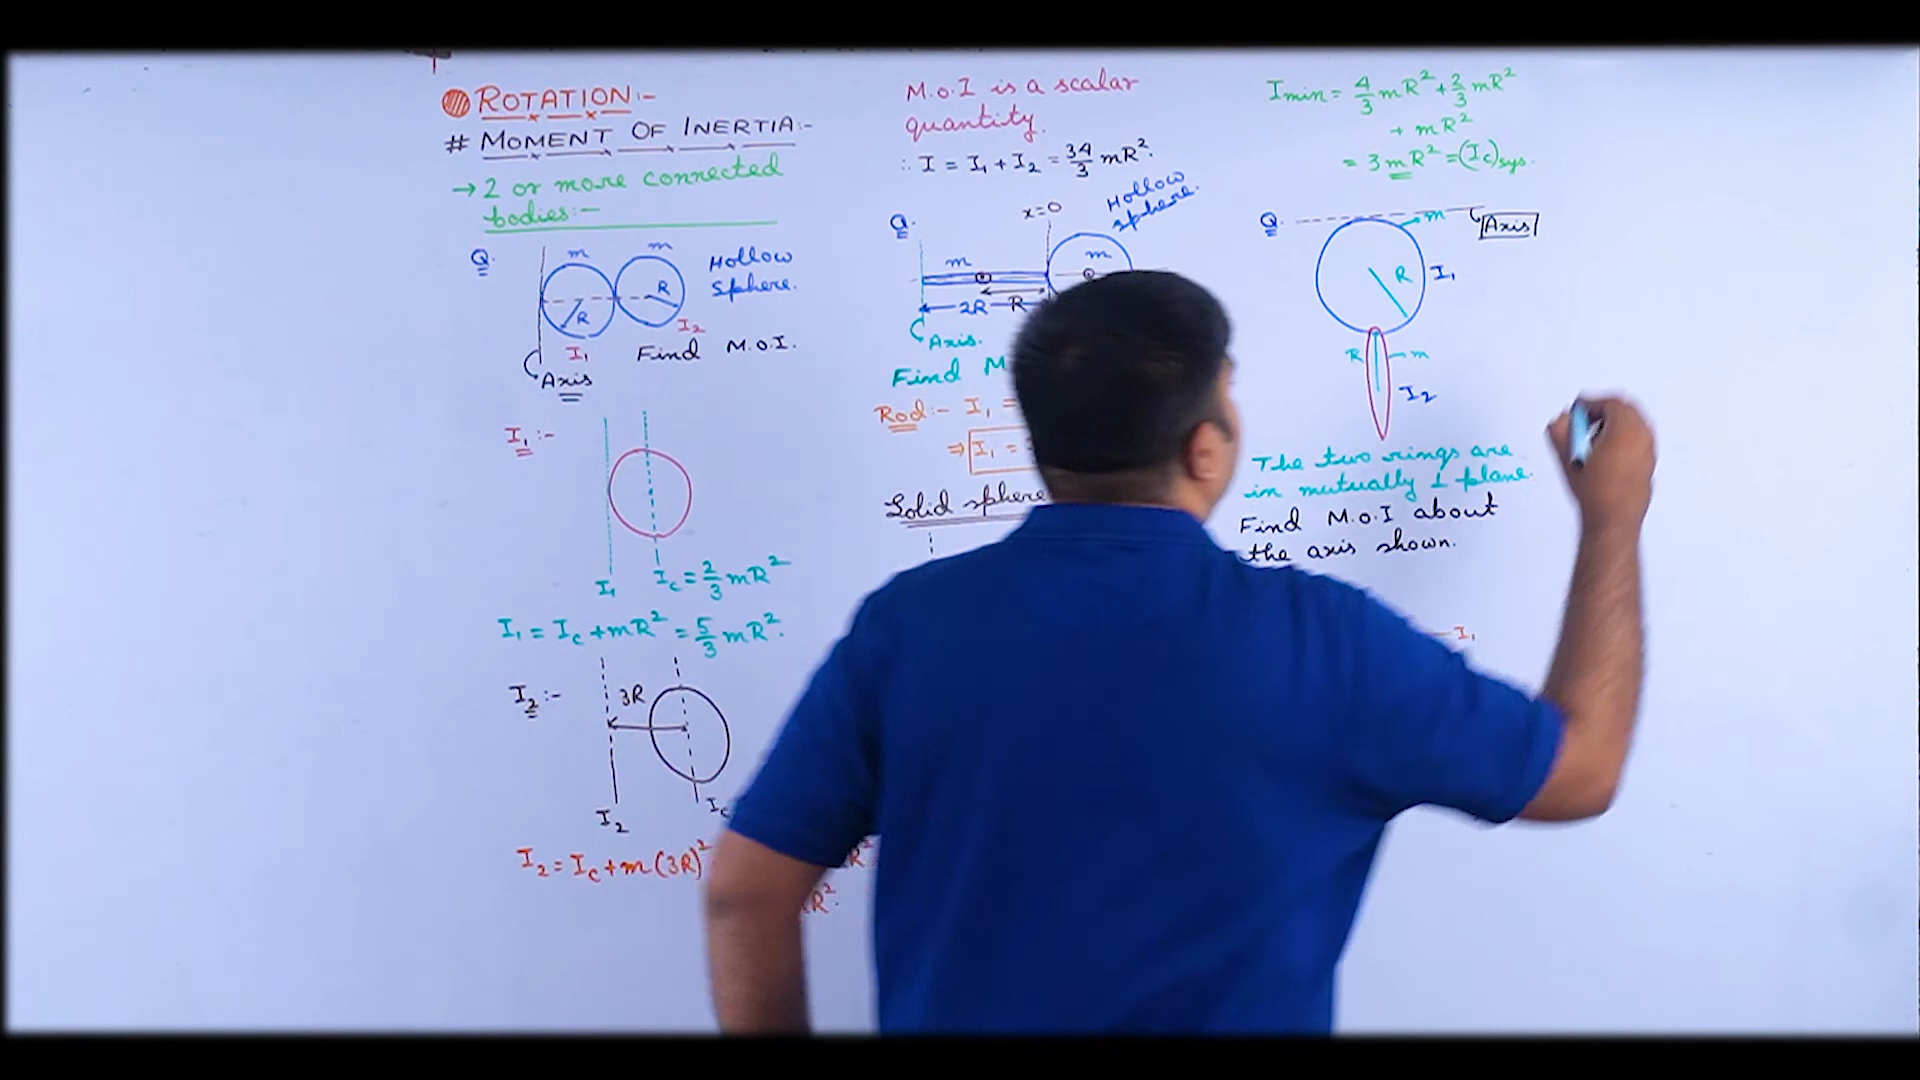 ROTATION:-
# MOMENT OF INERTIA:-
→ 2 or more connected
bodies:-
Q. m m Hollow
sphere.
R R
I₁ I₂
Find M.O.I.
Axis
I₁:-
I₁ I_c = 2/3 mR²
I₁ = I_c + mR² = 5/3 mR².
I₂:- 3R
I₂ I_c
I₂ = I_c + m(3R)²
R²
R².
M.O.I is a scalar
quantity.
∴ I = I₁ + I₂ = 34/3 mR².
Q. x=0 Hollow
sphere.
m m
2R R
Axis.
Find M
Rod:- I₁ =
⇒ I₁ =
Solid sphere
I min = 4/3 mR² + 2/3 mR²
+ mR²
= 3mR² = (I_c)sys.
Q. m Axis
R I₁
R m
I₂
The two rings are
in mutually ⊥ plane.
Find M.O.I about
the axis shown.
I₁